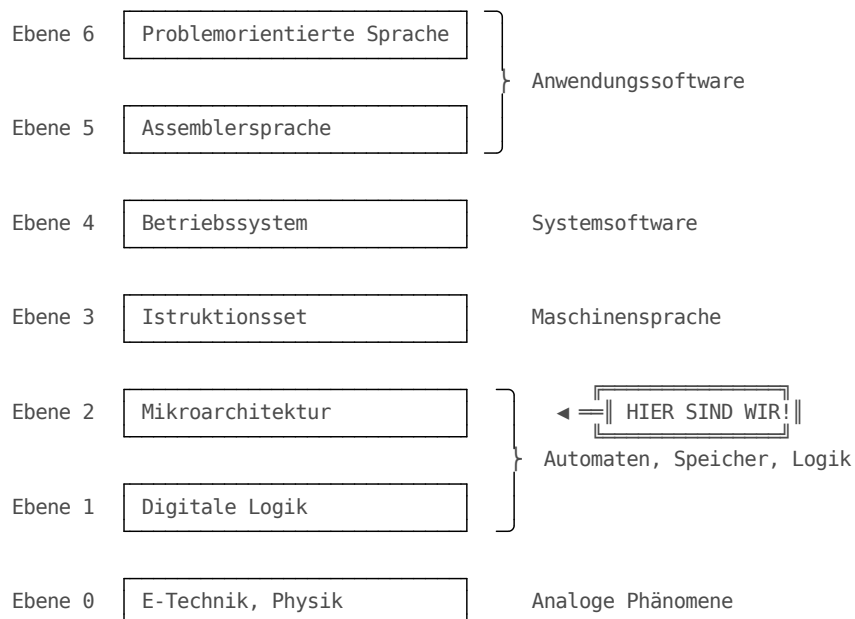 Ebene 6 Problemorientierte Sprache
Anwendungssoftware
Ebene 5 Assemblersprache
Ebene 4 Betriebssystem Systemsoftware
Ebene 3 Istruktionsset Maschinensprache
Ebene 2 Mikroarchitektur HIER SIND WIR!
Automaten, Speicher, Logik
Ebene 1 Digitale Logik
Ebene 0 E-Technik, Physik Analoge Phänomene